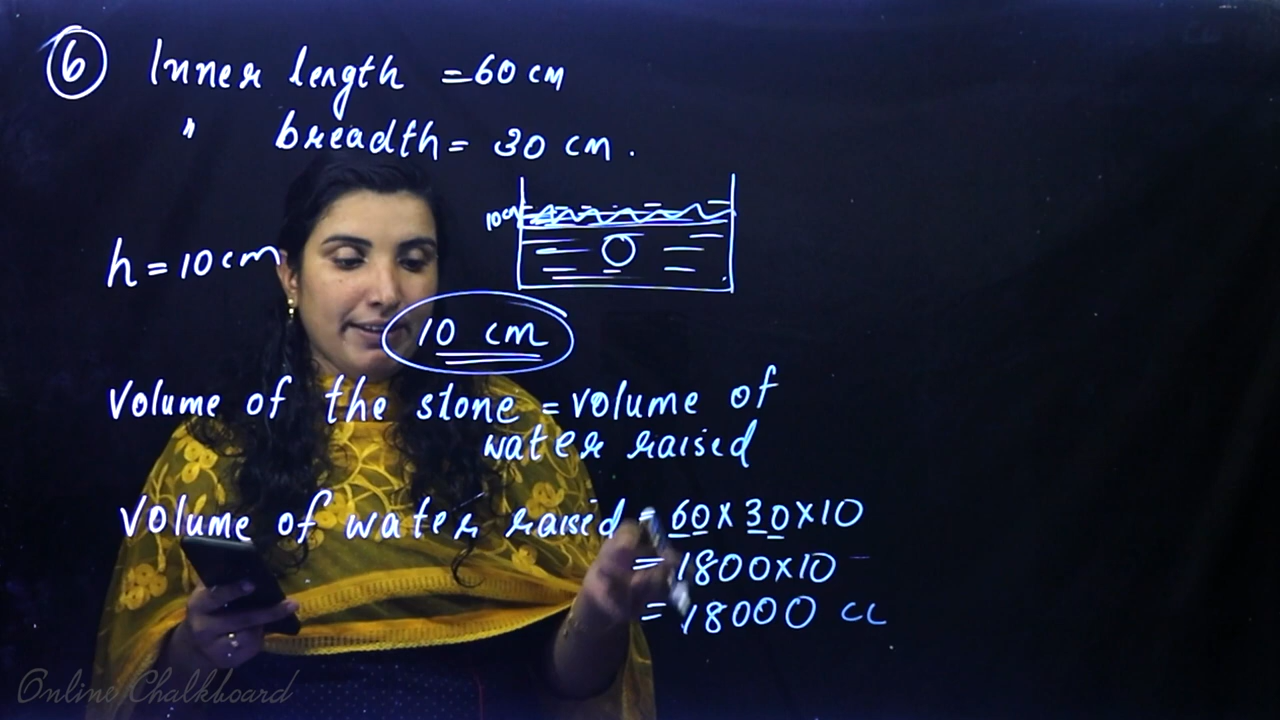 6 Inner length = 60 cm
" breadth = 30 cm.
10cm
h = 10 cm
10 cm
Volume of the stone = volume of
water raised
Volume of water raised = 60 x 30 x 10
= 1800 x 10
= 18000 cc
Online Chalkboard